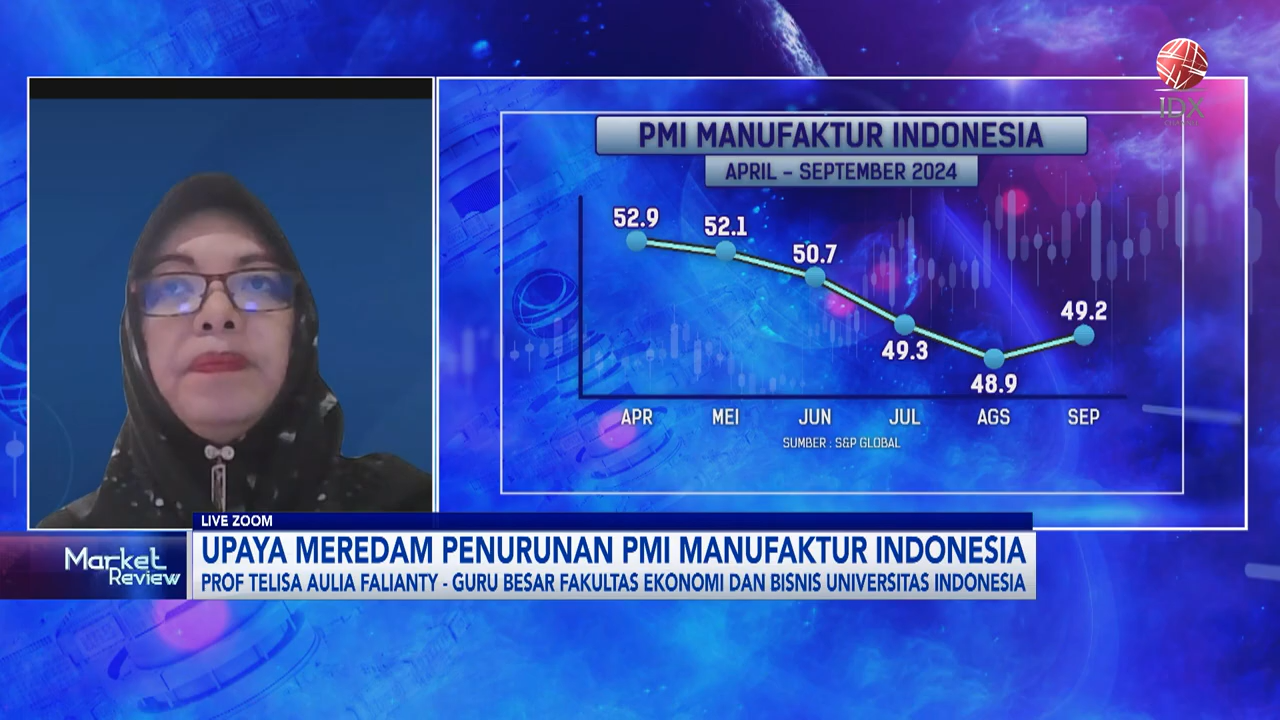 IDX
CHANNEL
PMI MANUFAKTUR INDONESIA
APRIL – SEPTEMBER 2024
52.9
52.1
50.7
49.3
48.9
49.2
APR MEI JUN JUL AGS SEP
SUMBER : S&P GLOBAL
LIVE ZOOM
Market
Review
UPAYA MEREDAM PENURUNAN PMI MANUFAKTUR INDONESIA
PROF TELISA AULIA FALIANTY - GURU BESAR FAKULTAS EKONOMI DAN BISNIS UNIVERSITAS INDONESIA